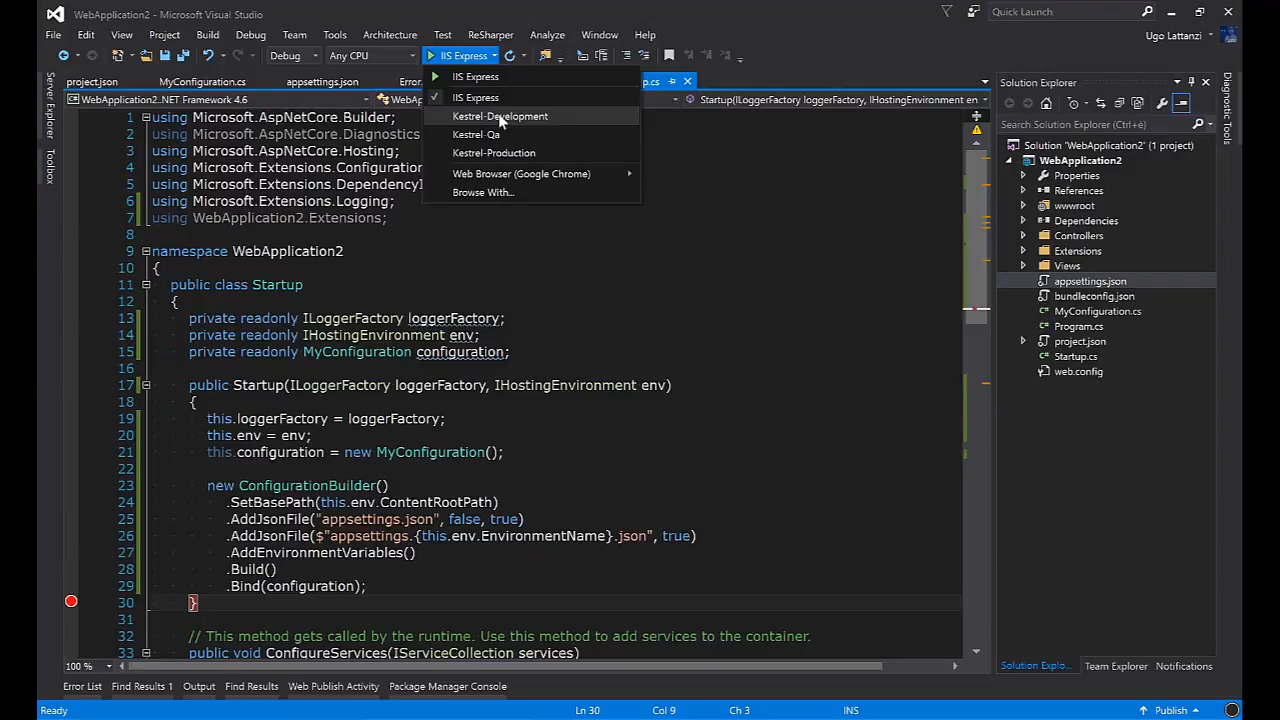 WebApplication2 - Microsoft Visual Studio
Quick Launch
File Edit View Project Build Debug Team Tools Architecture Test ReSharper Analyze Window Help
Ugo Lattanzi
Debug Any CPU IIS Express
project.json MyConfiguration.cs appsettings.json Error. p.cs
WebApplication2..NET Framework 4.6 WebAp Startup(ILoggerFactory loggerFactory, IHostingEnvironment en
IIS Express
IIS Express
Kestrel-Development
Kestrel-Qa
Kestrel-Production
Web Browser (Google Chrome)
Browse With...
Server Explorer
Toolbox
1 using Microsoft.AspNetCore.Builder;
2 using Microsoft.AspNetCore.Diagnostics
3 using Microsoft.AspNetCore.Hosting;
4 using Microsoft.Extensions.Configuration
5 using Microsoft.Extensions.DependencyI
6 using Microsoft.Extensions.Logging;
7 using WebApplication2.Extensions;
8
9 namespace WebApplication2
10 {
11 public class Startup
12 {
13 private readonly ILoggerFactory loggerFactory;
14 private readonly IHostingEnvironment env;
15 private readonly MyConfiguration configuration;
16
17 public Startup(ILoggerFactory loggerFactory, IHostingEnvironment env)
18 {
19 this.loggerFactory = loggerFactory;
20 this.env = env;
21 this.configuration = new MyConfiguration();
22
23 new ConfigurationBuilder()
24 .SetBasePath(this.env.ContentRootPath)
25 .AddJsonFile("appsettings.json", false, true)
26 .AddJsonFile($"appsettings.{this.env.EnvironmentName}.json", true)
27 .AddEnvironmentVariables()
28 .Build()
29 .Bind(configuration);
30 }
31
32 // This method gets called by the runtime. Use this method to add services to the container.
33 public void ConfigureServices(IServiceCollection services)
100 %
Solution Explorer
Search Solution Explorer (Ctrl+è)
Solution 'WebApplication2' (1 project)
WebApplication2
Properties
References
wwwroot
Dependencies
Controllers
Extensions
Views
appsettings.json
bundleconfig.json
MyConfiguration.cs
Program.cs
project.json
Startup.cs
web.config
Diagnostic Tools
Solution Explo... Team Explorer Notifications
Error List Find Results 1 Output Find Results Web Publish Activity Package Manager Console
Ready Ln 30 Col 9 Ch 3 INS Publish